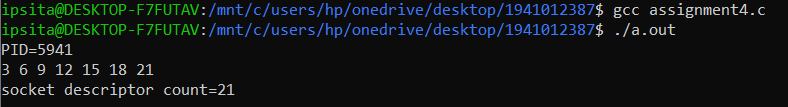 ipsita@DESKTOP-F7FUTAV:/mnt/c/users/hp/onedrive/desktop/1941012387$ gcc assignment4.c
ipsita@DESKTOP-F7FUTAV:/mnt/c/users/hp/onedrive/desktop/1941012387$ ./a.out
PID=5941
3 6 9 12 15 18 21
socket descriptor count=21